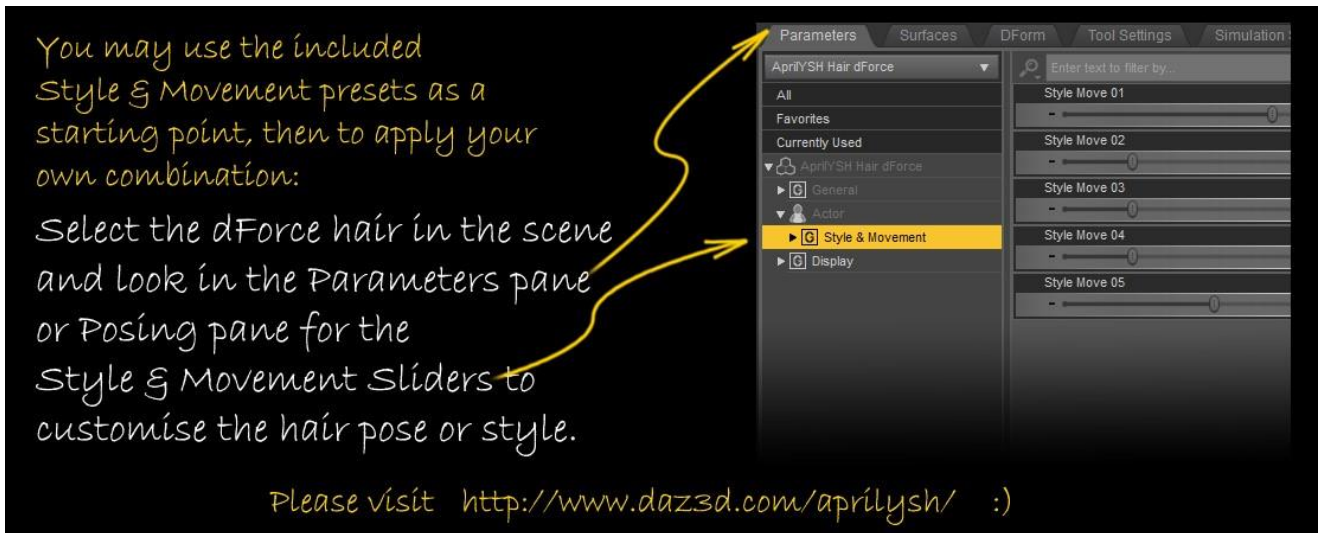 You may use the included
Style & Movement presets as a
starting point, then to apply your
own combination:
Select the dForce hair in the scene
and look in the Parameters pane
or Posing pane for the
Style & Movement Sliders to
customise the hair pose or style.
Please visit http://www.daz3d.com/aprilysh/ :)
Parameters Surfaces DForm Tool Settings Simulation
AprilYSH Hair dForce
All
Favorites
Currently Used
AprilYSH Hair dForce
G General
Actor
G Style & Movement
G Display
Enter text to filter by...
Style Move 01
Style Move 02
Style Move 03
Style Move 04
Style Move 05